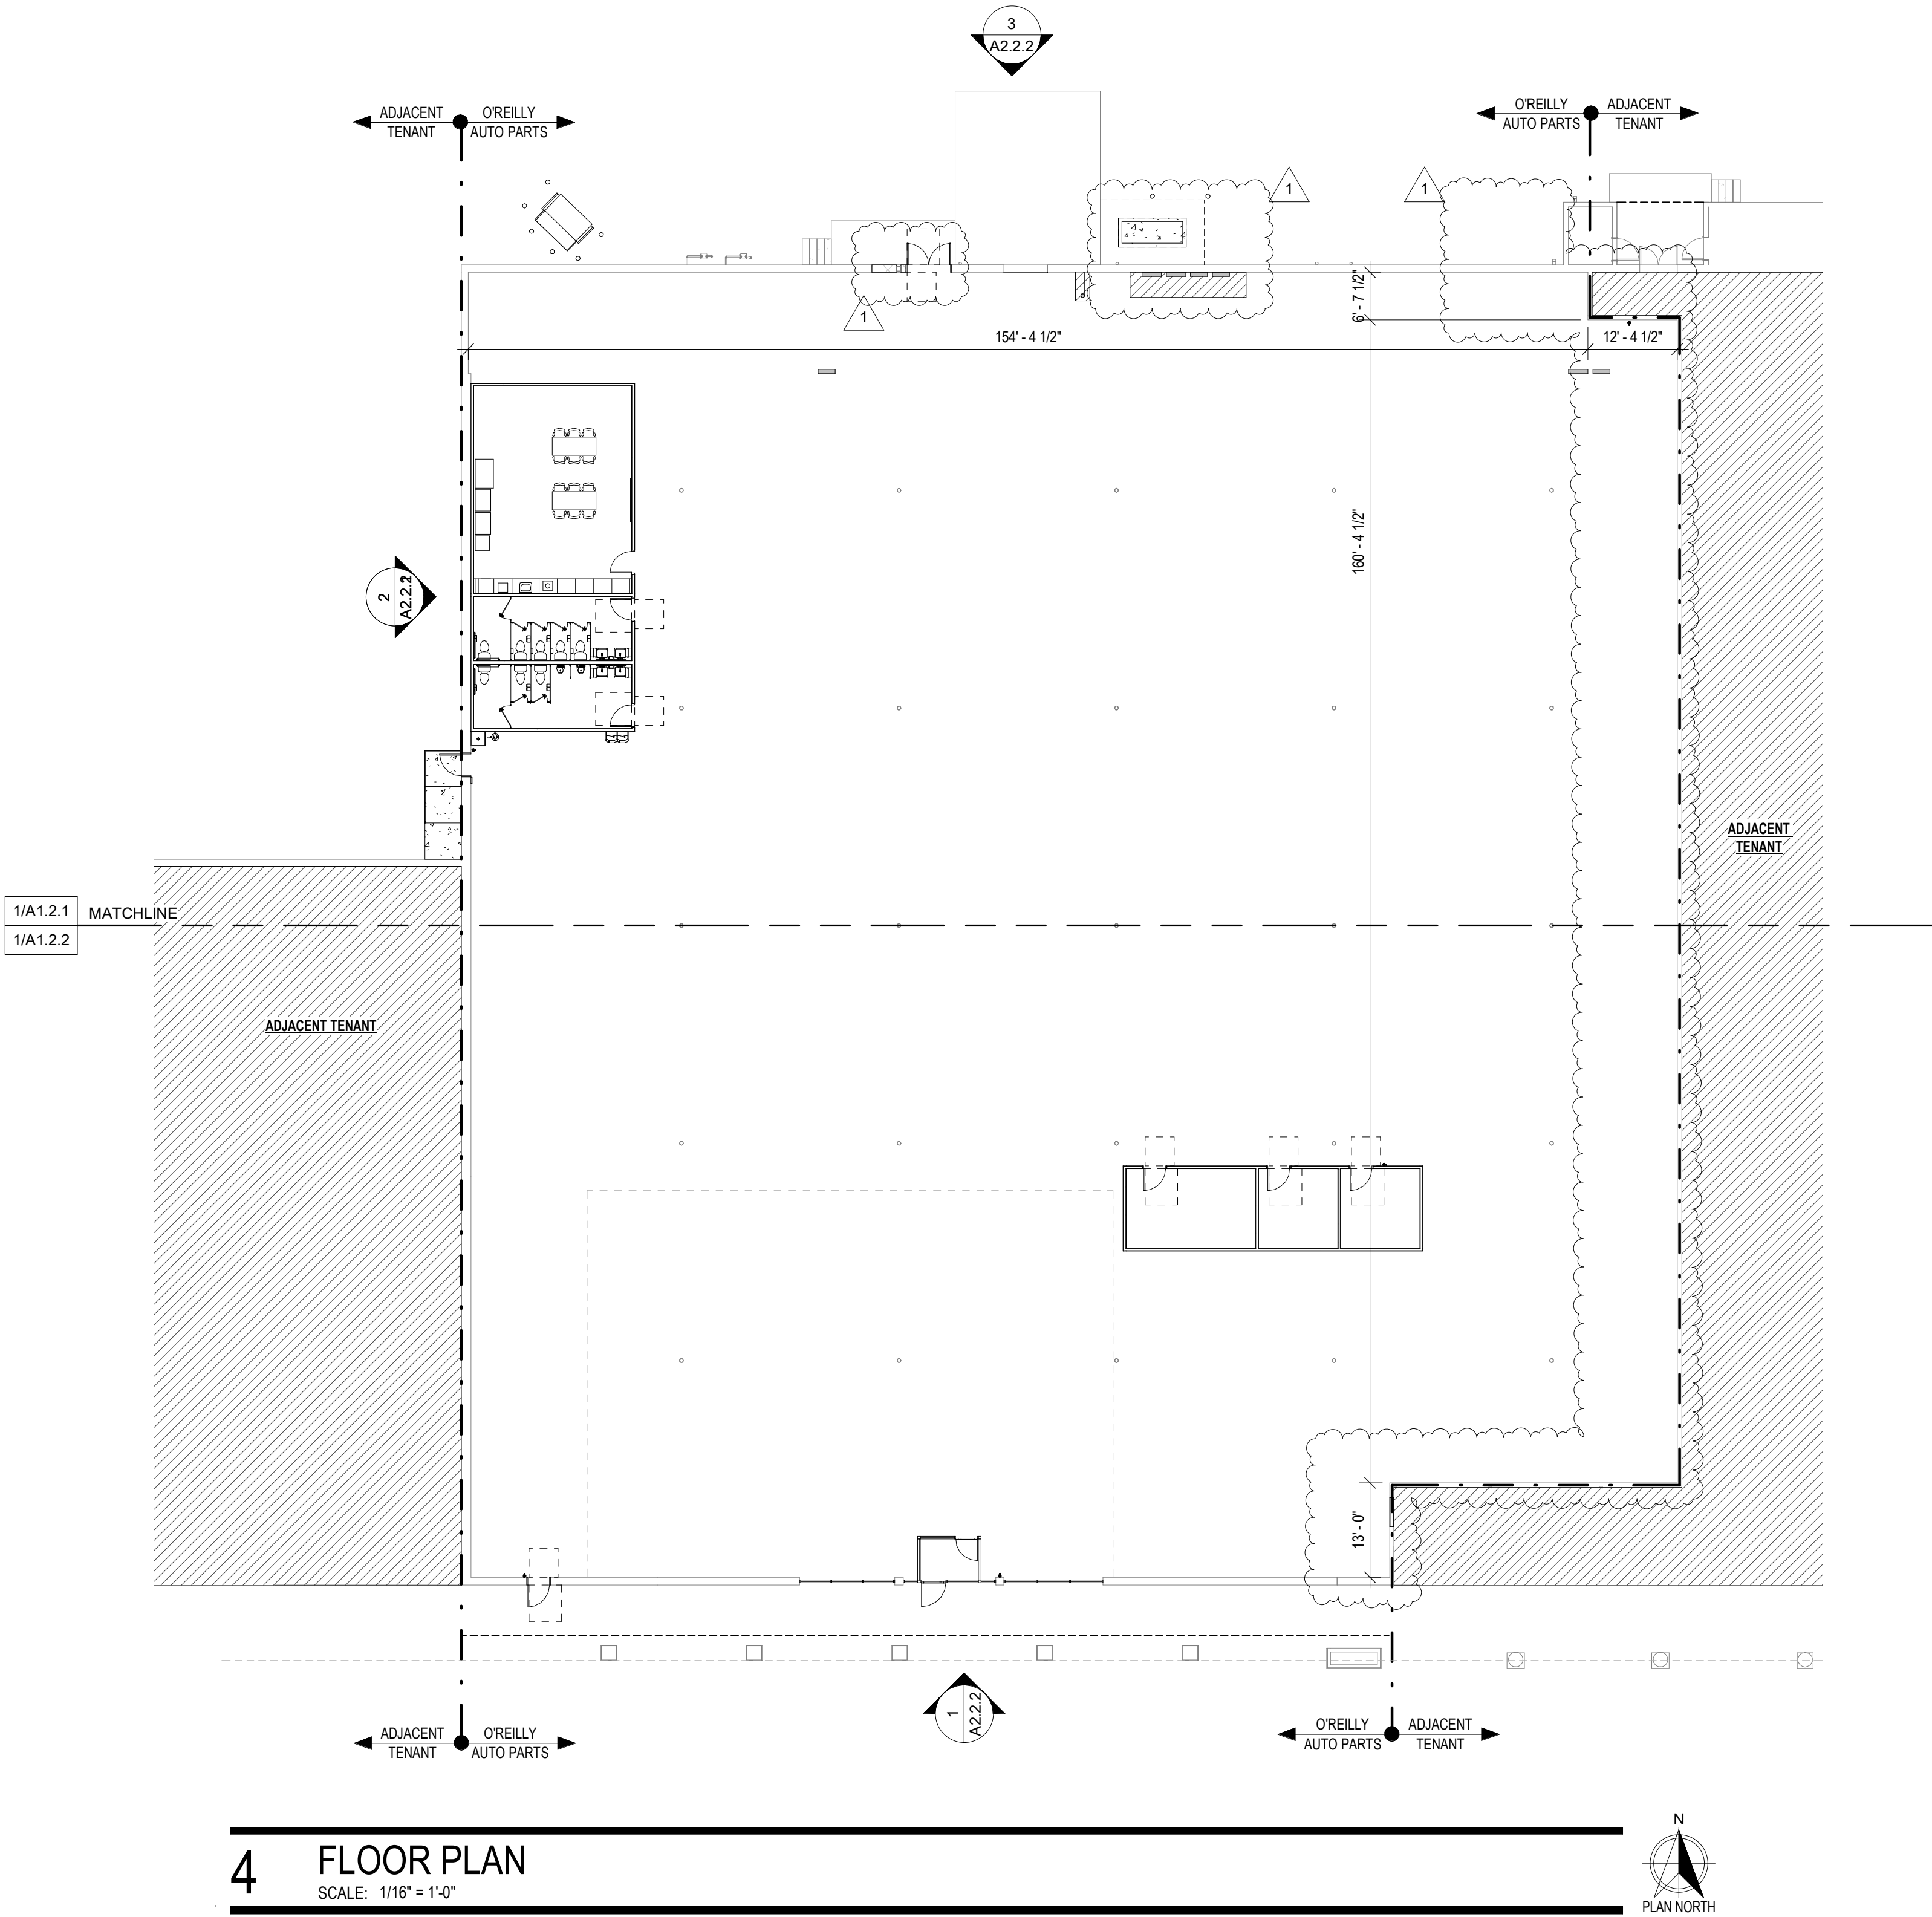 3
A2.2.2
ADJACENT
TENANT
O'REILLY
AUTO PARTS
O'REILLY
AUTO PARTS
ADJACENT
TENANT
1
1
1
6' - 7 1/2"
154' - 4 1/2"
12' - 4 1/2"
160' - 4 1/2"
2
ADJACENT
TENANT
1/A1.2.1
MATCHLINE
1/A1.2.2
ADJACENT TENANT
13' - 0"
1
A2.2.2
ADJACENT
TENANT
O'REILLY
AUTO PARTS
O'REILLY
AUTO PARTS
ADJACENT
TENANT
4
FLOOR PLAN
SCALE: 1/16" = 1'-0"
N
PLAN NORTH